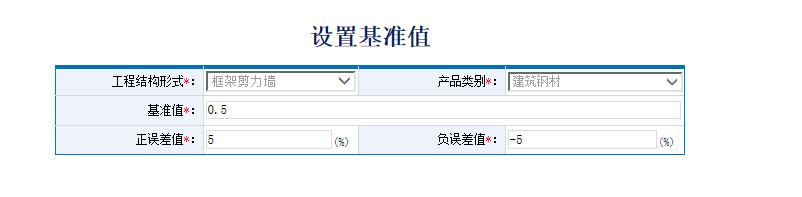 设置基准值
工程结构形式*： 框架剪力墙 产品类别*： 建筑钢材
基准值*： 0.5
正误差值*： 5 (%) 负误差值*： -5 (%)